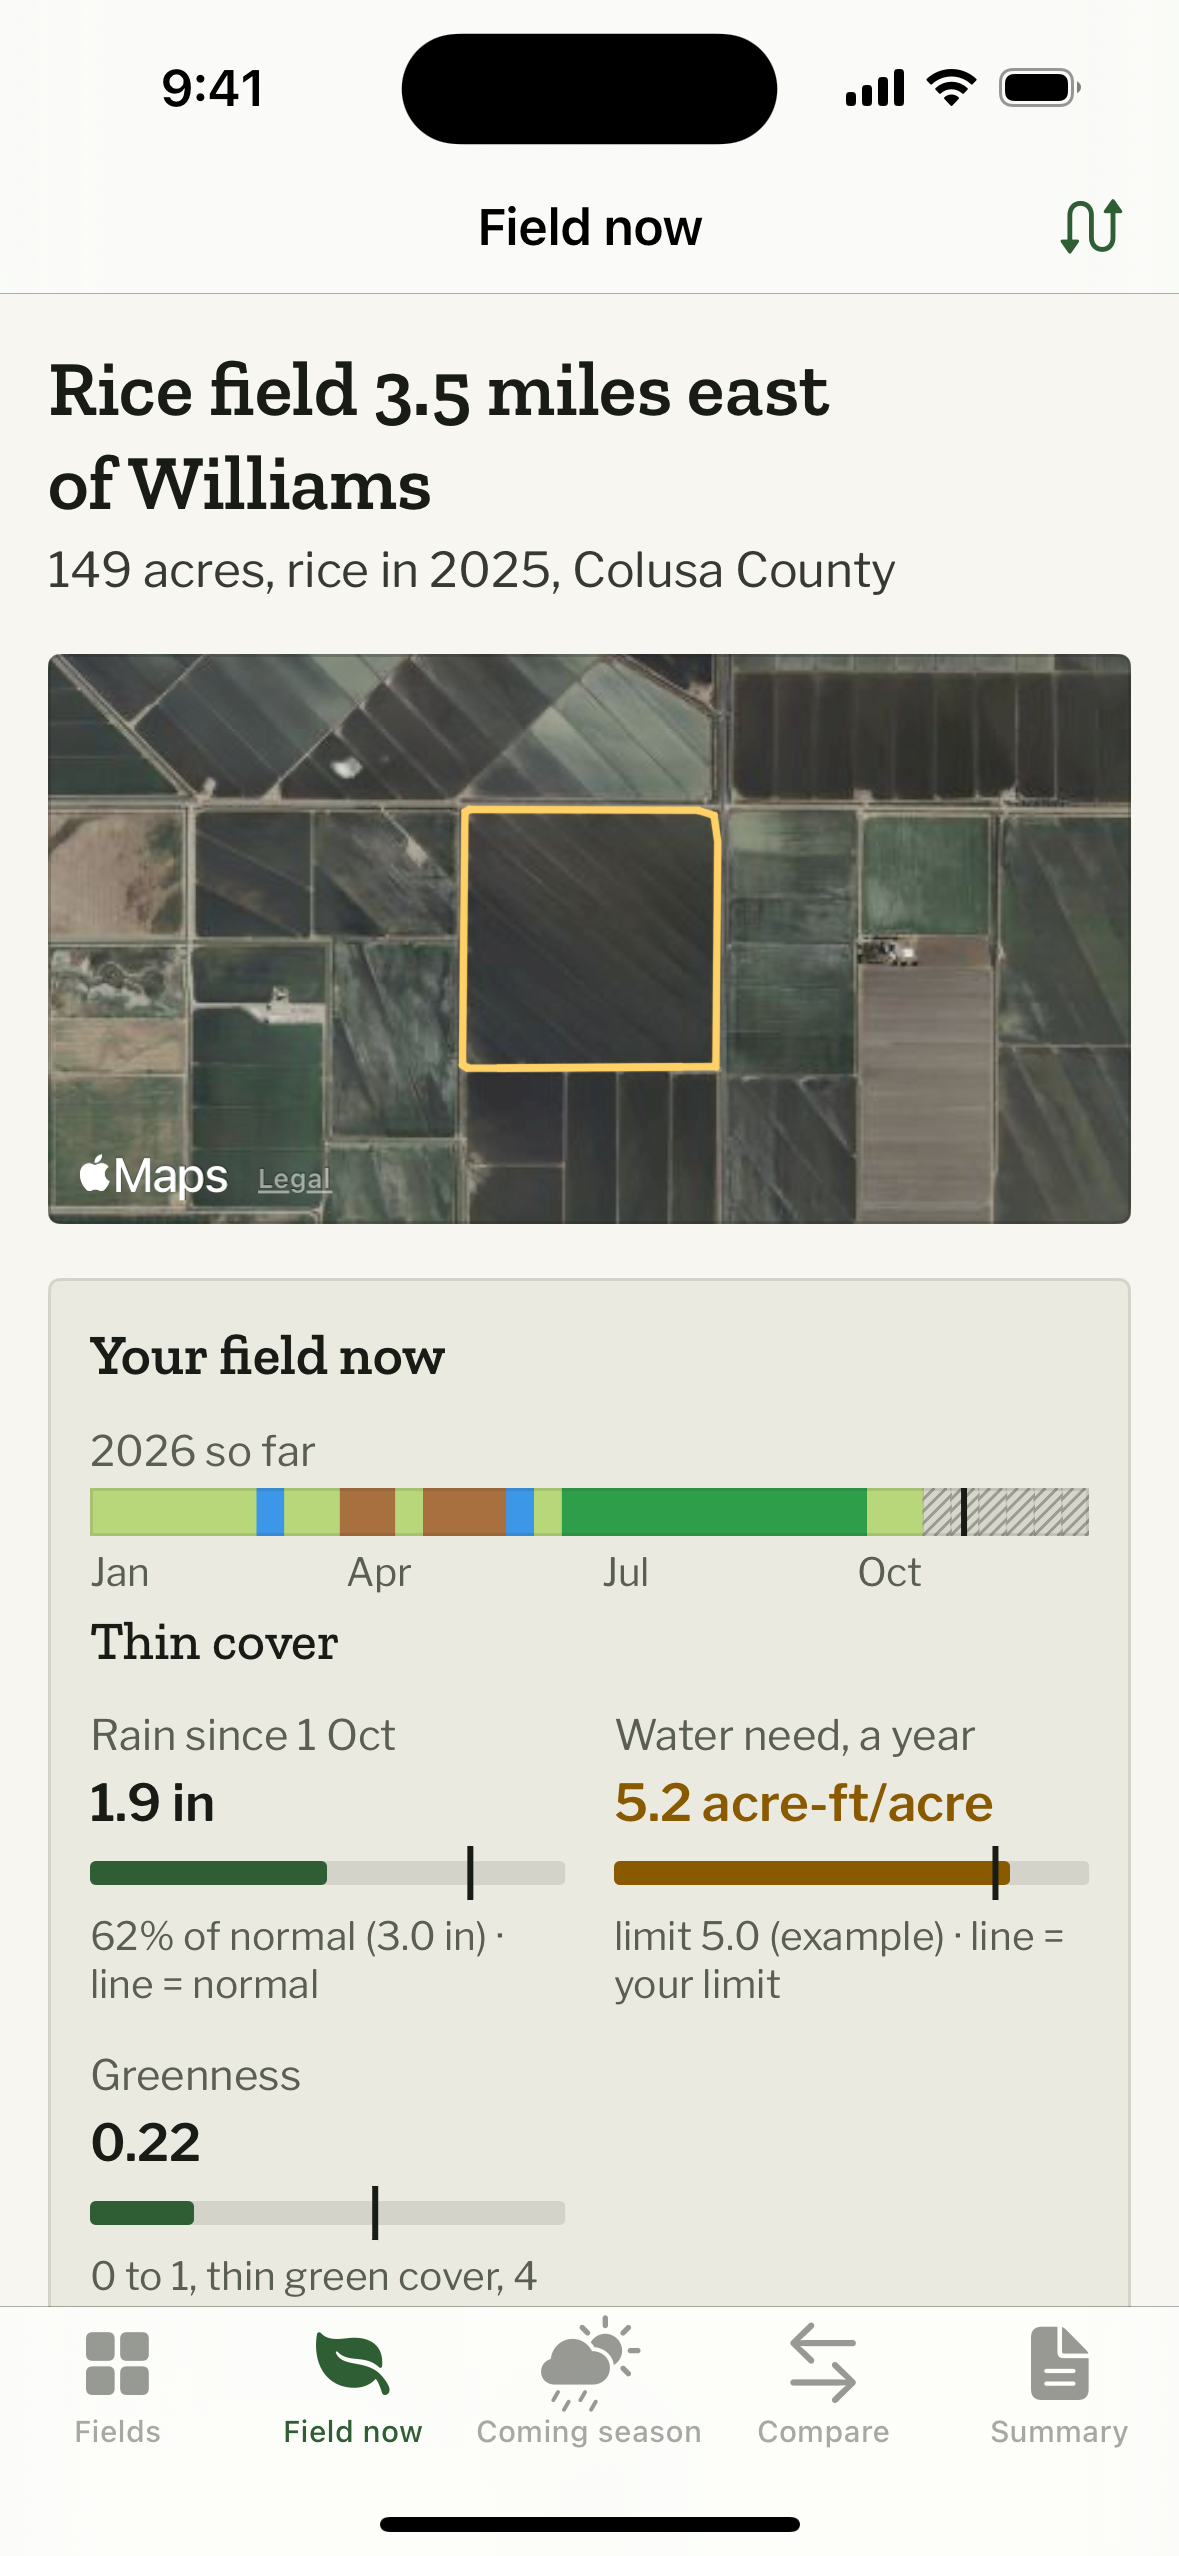 9:41
Field now
Rice field 3.5 miles east
of Williams
149 acres, rice in 2025, Colusa County
Maps Legal
Your field now
2026 so far
Jan Apr Jul Oct
Thin cover
Rain since 1 Oct
1.9 in
62% of normal (3.0 in) ·
line = normal
Water need, a year
5.2 acre-ft/acre
limit 5.0 (example) · line =
your limit
Greenness
0.22
0 to 1, thin green cover, 4
Fields Field now Coming season Compare Summary